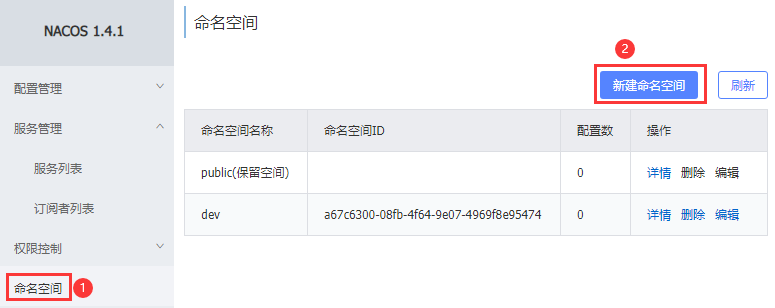 NACOS 1.4.1
配置管理
服务管理
服务列表
订阅者列表
权限控制
命名空间
1
命名空间
2
新建命名空间 刷新
命名空间名称 命名空间ID 配置数 操作
public(保留空间) 0 详情 删除 编辑
dev a67c6300-08fb-4f64-9e07-4969f8e95474 0 详情 删除 编辑